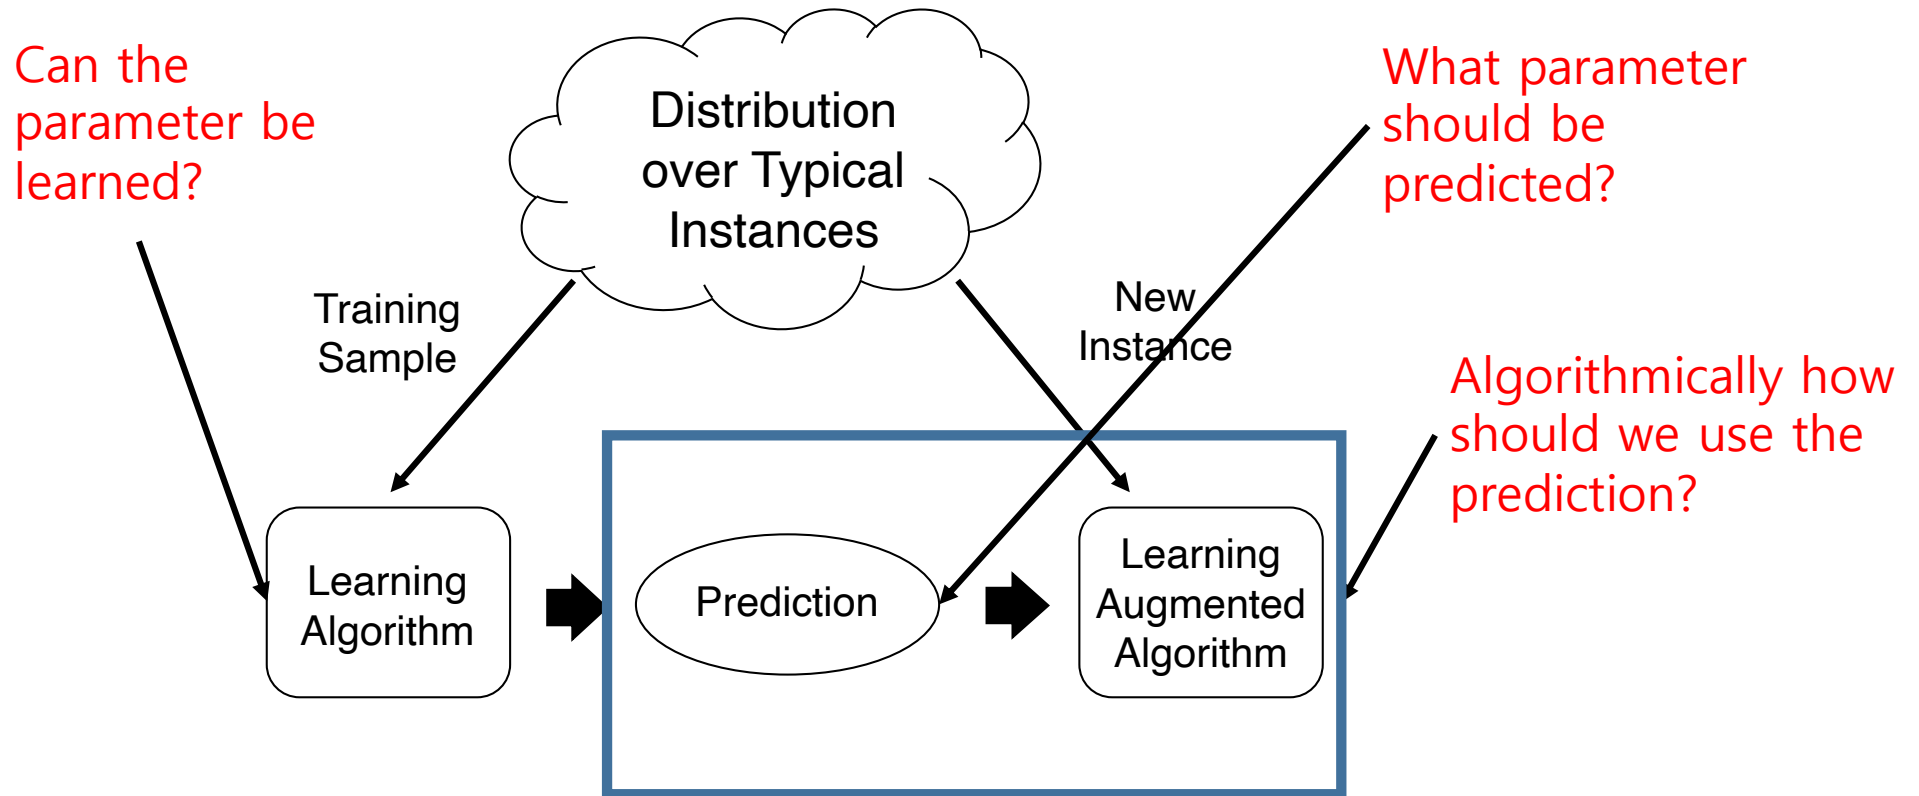 Can the
parameter be
learned?
Distribution
over Typical
Instances
What parameter
should be
predicted?
Training
Sample
New
Instance
Algorithmically how
should we use the
prediction?
Learning
Algorithm
Prediction
Learning
Augmented
Algorithm